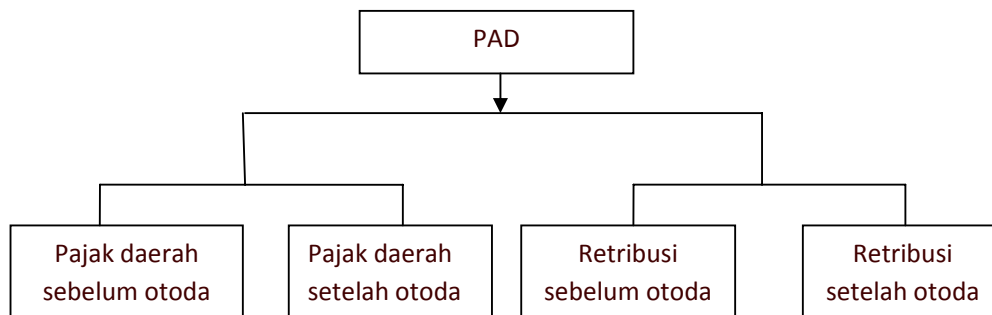 PAD
Pajak daerah
sebelum otoda
Pajak daerah
setelah otoda
Retribusi
sebelum otoda
Retribusi
setelah otoda